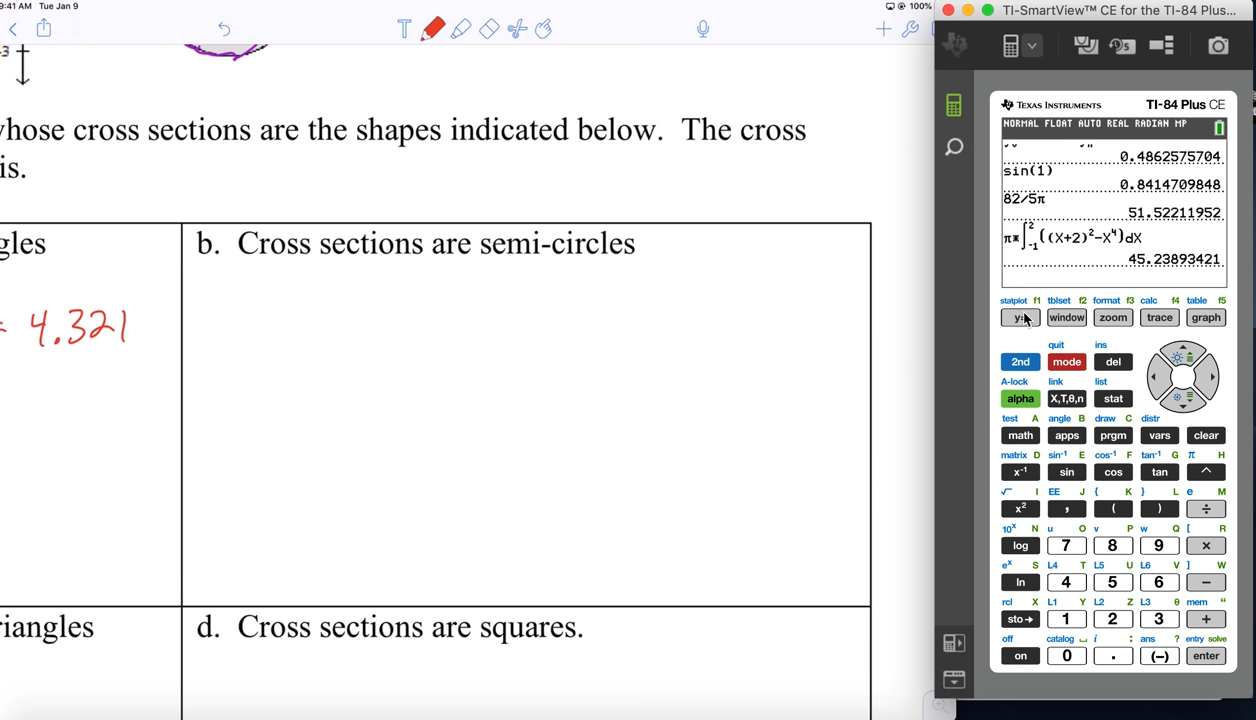 9:41 AM Tue Jan 9
100%
-3
whose cross sections are the shapes indicated below. The cross
is.
gles
b. Cross sections are semi-circles
= 4.321
riangles
d. Cross sections are squares.
TI-SmartView™ CE for the TI-84 Plus...
TEXAS INSTRUMENTS TI-84 Plus CE
NORMAL FLOAT AUTO REAL RADIAN MP
0.4862575704
sin(1)
0.8414709848
82/5π
51.52211952
π*∫₋₁²((X+2)²-X⁴)dX
45.23893421
statplot f1 tblset f2 format f3 calc f4 table f5
y= window zoom trace graph
quit ins
2nd mode del
A-lock link list
alpha X,T,θ,n stat
test A angle B draw C distr
math apps prgm vars clear
matrix D sin⁻¹ E cos⁻¹ F tan⁻¹ G π H
x⁻¹ sin cos tan ^
√ I EE J { K } L e M
x² , ( ) ÷
10ˣ N u O v P w Q [ R
log 7 8 9 ×
eˣ S L4 T L5 U L6 V ] W
ln 4 5 6 −
rcl X L1 Y L2 Z L3 θ mem “
sto→ 1 2 3 +
off catalog ⎵ i : ans ? entry solve
on 0 . (−) enter